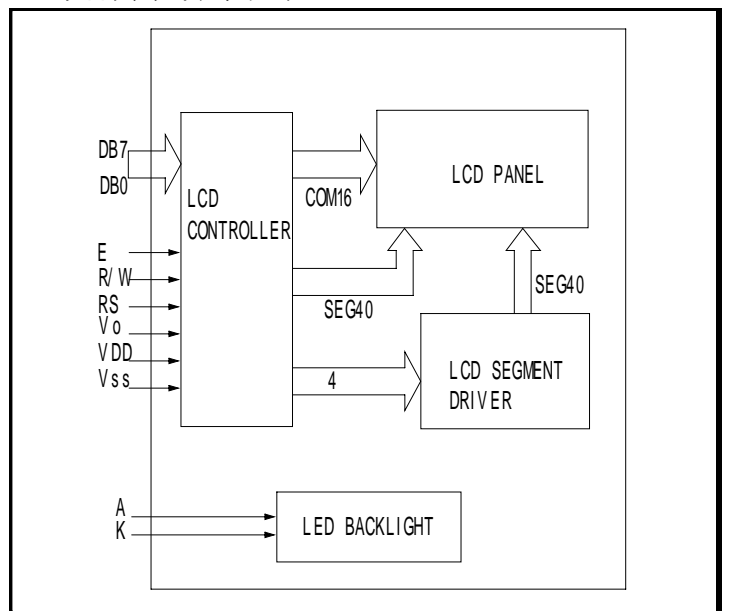 DB7
DB0
LCD
CONTROLLER
COM16
LCD PANEL
E
R/W
RS
Vo
VDD
Vss
SEG40
SEG40
4
LCD SEGMENT
DRIVER
A
K
LED BACKLIGHT